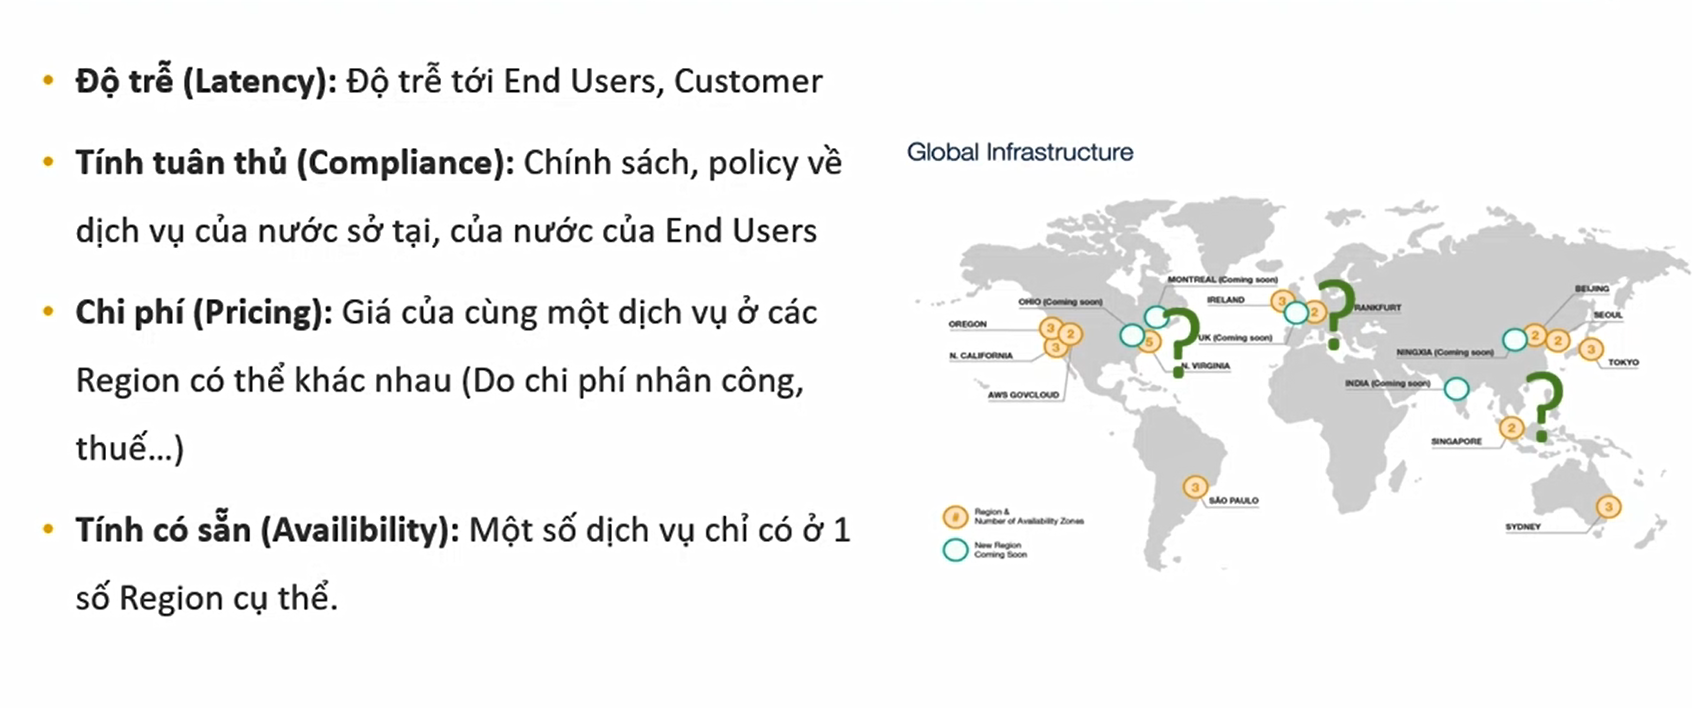 • Độ trễ (Latency): Độ trễ tới End Users, Customer
• Tính tuân thủ (Compliance): Chính sách, policy về
dịch vụ của nước sở tại, của nước của End Users
• Chi phí (Pricing): Giá của cùng một dịch vụ ở các
Region có thể khác nhau (Do chi phí nhân công,
thuế...)
• Tính có sẵn (Availibility): Một số dịch vụ chỉ có ở 1
số Region cụ thể.
Global Infrastructure
MONTREAL (Coming soon)
OHIO (Coming soon)
IRELAND
3
2
?
RANKFURT
BEIJING
SEOUL
OREGON
3
2
3
5
?
UK (Coming soon)
N. VIRGINIA
N. CALIFORNIA
AWS GOVCLOUD
NINGXIA (Coming soon)
2
2
3
TOKYO
INDIA (Coming soon)
?
2
SINGAPORE
3
SÃO PAULO
3
SYDNEY
# Region &
Number of Availability Zones
New Region
Coming Soon